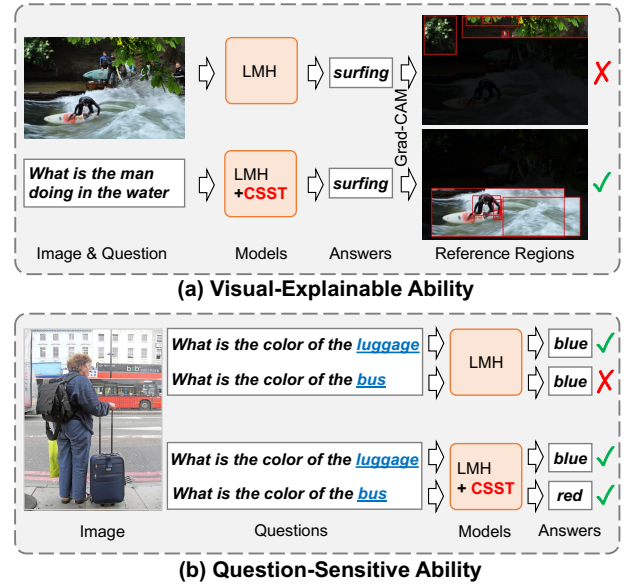 LMH
surfing
Grad-CAM
What is the man
doing in the water
LMH
+CSST
surfing
Image & Question
Models
Answers
Reference Regions
(a) Visual-Explainable Ability
What is the color of the luggage
blue
LMH
What is the color of the bus
blue
What is the color of the luggage
blue
LMH
+ CSST
What is the color of the bus
red
Image
Questions
Models
Answers
(b) Question-Sensitive Ability